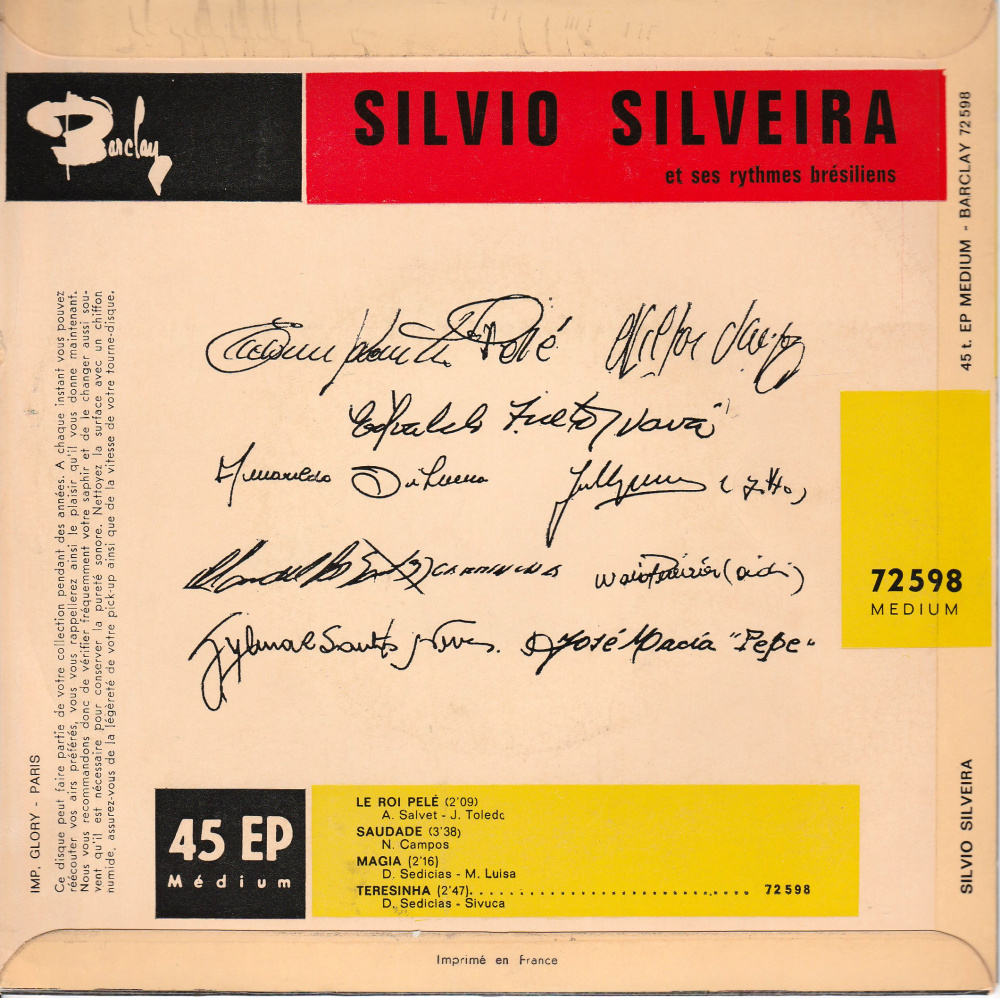 Barclay
SILVIO SILVEIRA
et ses rythmes brésiliens
45 t. EP MEDIUM - BARCLAY 72598
Pelé
"Vavá"
(Zito)
(didi)
José Macia "Pepe"
72598
MEDIUM
Ce disque peut faire partie de votre collection pendant des années. A chaque instant vous pouvez
réécouter vos airs préférés, vous vous rappellerez ainsi le plaisir qu'il vous donne maintenant.
Nous vous recommandons donc de vérifier fréquemment votre saphir et de le changer aussi sou-
vent qu'il est nécessaire pour conserver la pureté sonore. Nettoyez la surface avec un chiffon
numide, assurez-vous de la légéreté de votre pick-up ainsi que de la vitesse de votre tourne-disque.
IMP. GLORY - PARIS
45 EP
Médium
LE ROI PELÉ (2'09)
A. Salvet - J. Toledo
SAUDADE (3'38)
N. Campos
MAGIA (2'16)
D. Sedicias - M. Luisa
TERESINHA (2'47)................................ 72598
D. Sedicias - Sivuca
SILVIO SILVEIRA
Imprimé en France